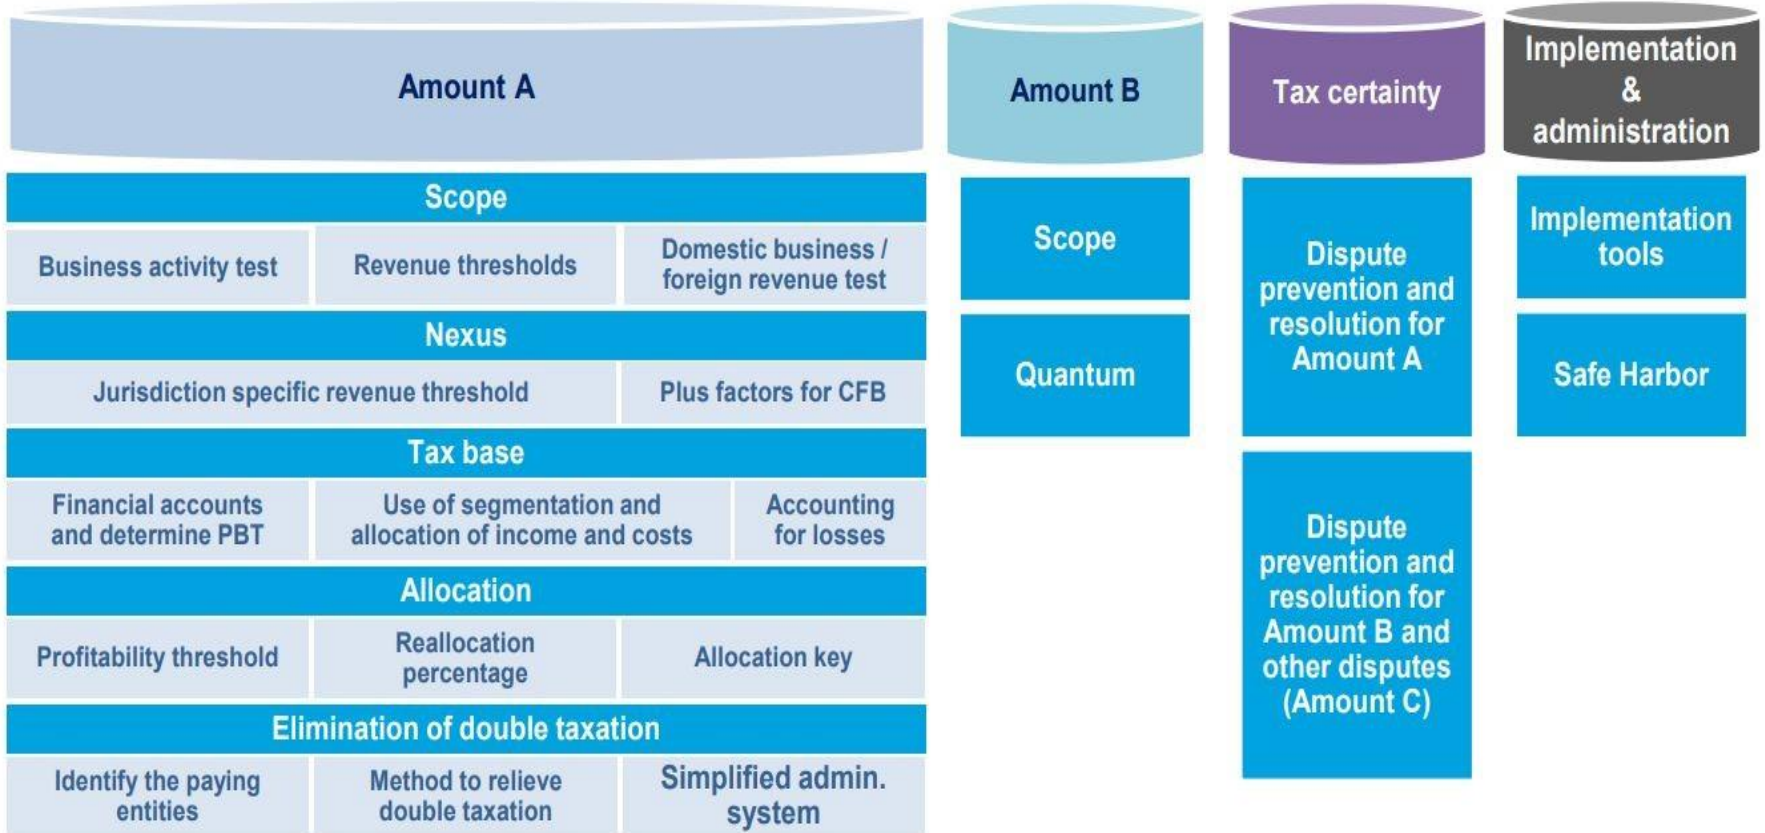 Amount A
Scope
Business activity test
Revenue thresholds
Domestic business /
foreign revenue test
Nexus
Jurisdiction specific revenue threshold
Plus factors for CFB
Tax base
Financial accounts
and determine PBT
Use of segmentation and
allocation of income and costs
Accounting
for losses
Allocation
Profitability threshold
Reallocation
percentage
Allocation key
Elimination of double taxation
Identify the paying
entities
Method to relieve
double taxation
Simplified admin.
system
Amount B
Scope
Quantum
Tax certainty
Dispute
prevention and
resolution for
Amount A
Dispute
prevention and
resolution for
Amount B and
other disputes
(Amount C)
Implementation
&
administration
Implementation
tools
Safe Harbor